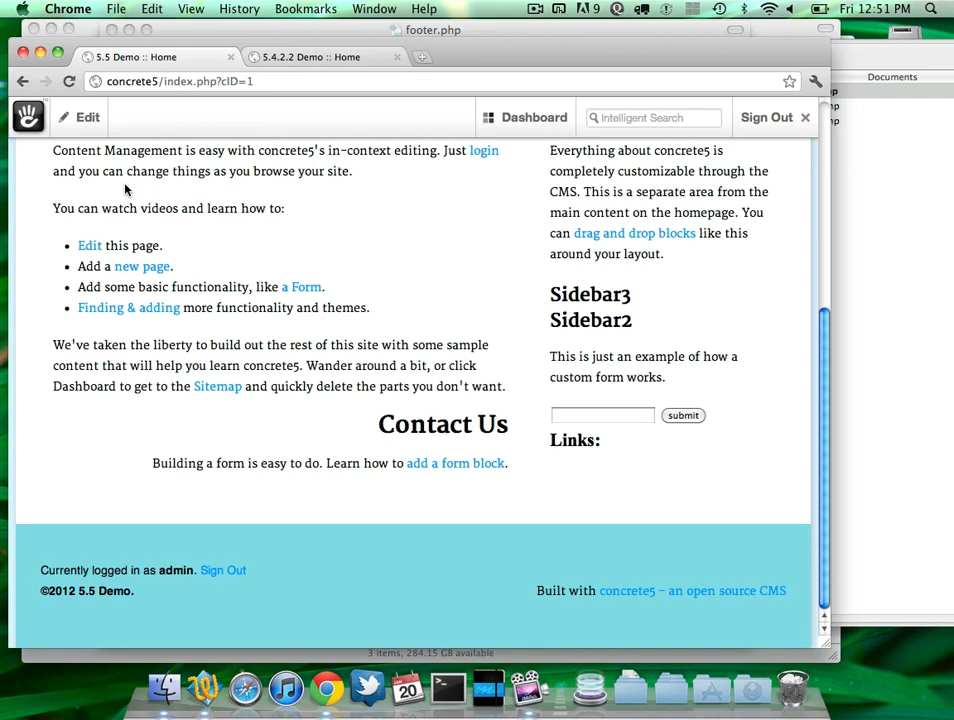 Chrome File Edit View History Bookmarks Window Help
9
Fri 12:51 PM
footer.php
5.5 Demo :: Home
5.4.2.2 Demo :: Home
concrete5/index.php?cID=1
Documents
Edit
Dashboard
Intelligent Search
Sign Out
Content Management is easy with concrete5's in-context editing. Just login
and you can change things as you browse your site.
You can watch videos and learn how to:
Edit this page.
Add a new page.
Add some basic functionality, like a Form.
Finding & adding more functionality and themes.
We've taken the liberty to build out the rest of this site with some sample
content that will help you learn concrete5. Wander around a bit, or click
Dashboard to get to the Sitemap and quickly delete the parts you don't want.
Contact Us
Building a form is easy to do. Learn how to add a form block.
Everything about concrete5 is
completely customizable through the
CMS. This is a separate area from the
main content on the homepage. You
can drag and drop blocks like this
around your layout.
Sidebar3
Sidebar2
This is just an example of how a
custom form works.
submit
Links:
Currently logged in as admin. Sign Out
©2012 5.5 Demo.
Built with concrete5 - an open source CMS
3 items, 284.15 GB available
20